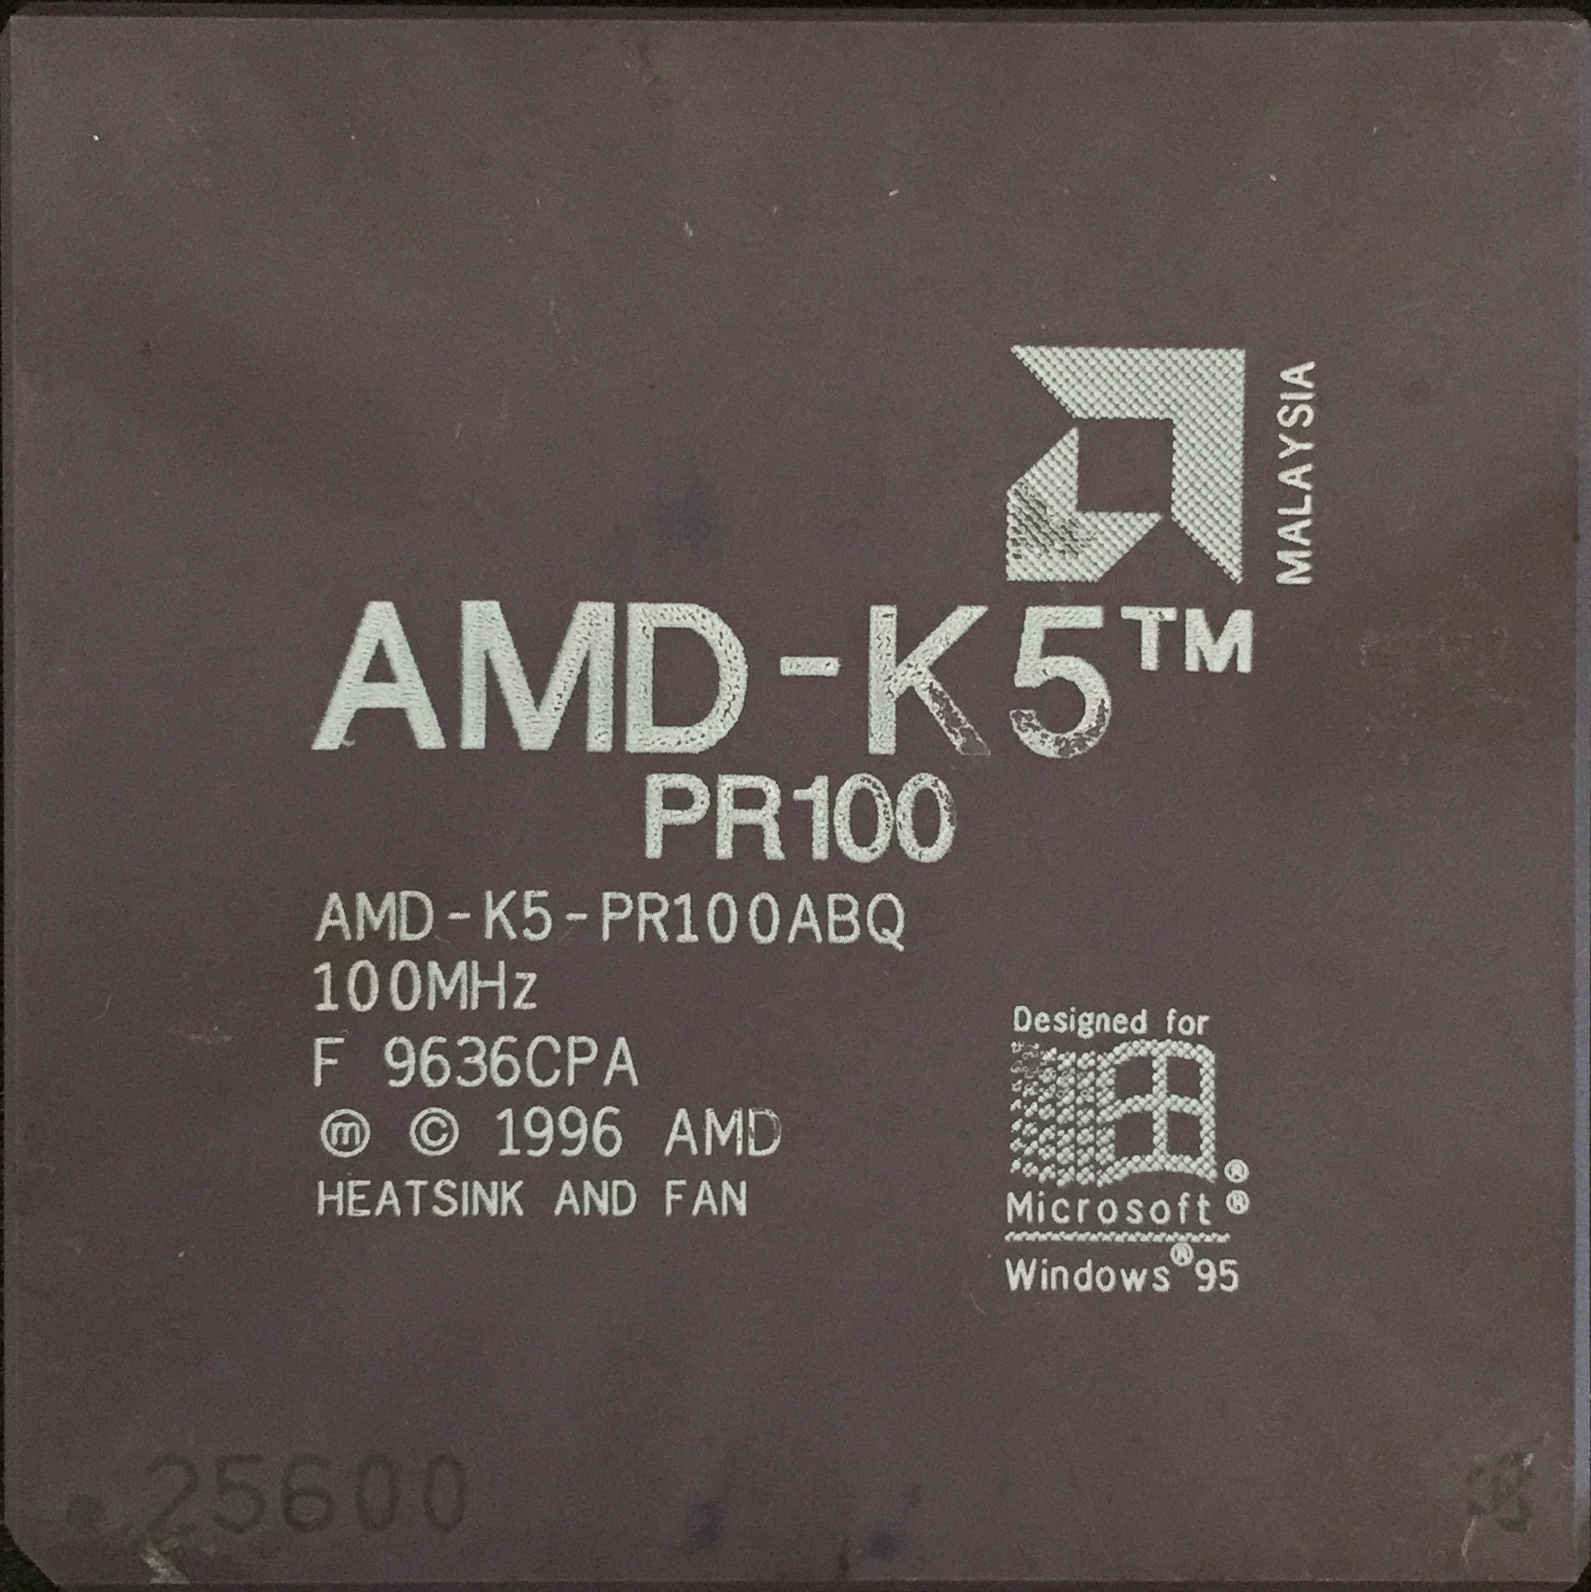 MALAYSIA
AMD-K5™
PR100
AMD-K5-PR100ABQ
100MHz
F 9636CPA
ⓜ © 1996 AMD
HEATSINK AND FAN
Designed for
®
Microsoft®
Windows®95
25600